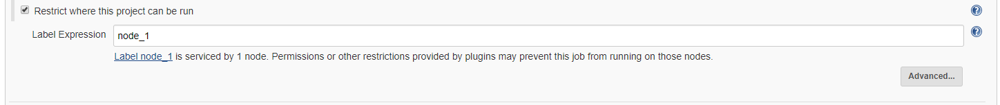 Restrict where this project can be run
?
Label Expression node_1
?
Label node_1 is serviced by 1 node. Permissions or other restrictions provided by plugins may prevent this job from running on those nodes.
Advanced...